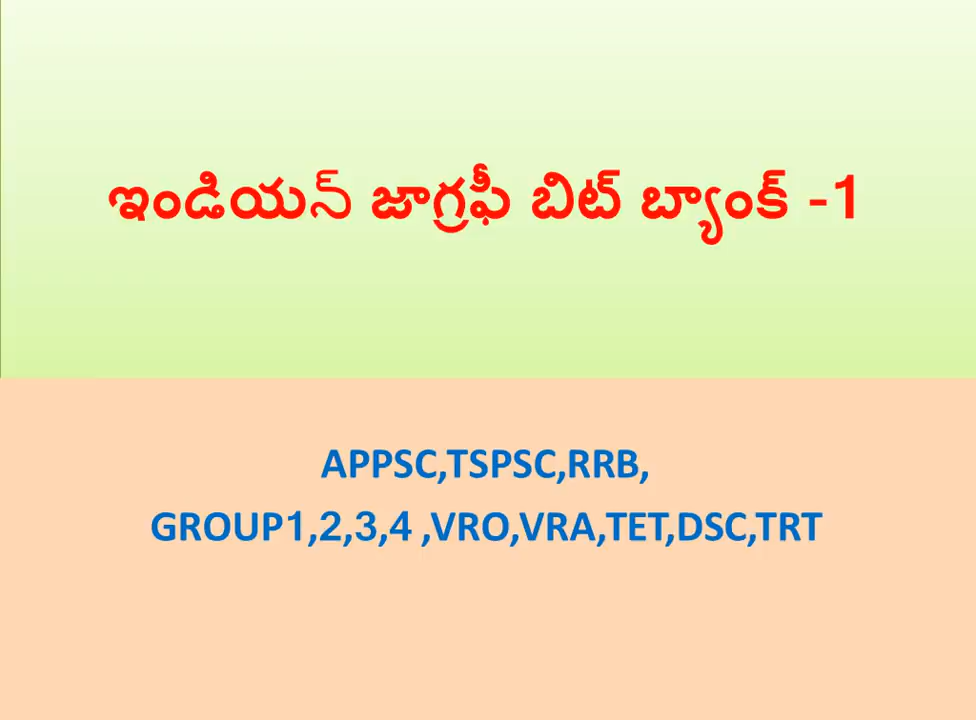 ఇండియన్ జాగ్రఫీ బిట్ బ్యాంక్ -1
APPSC,TSPSC,RRB,
GROUP1,2,3,4 ,VRO,VRA,TET,DSC,TRT